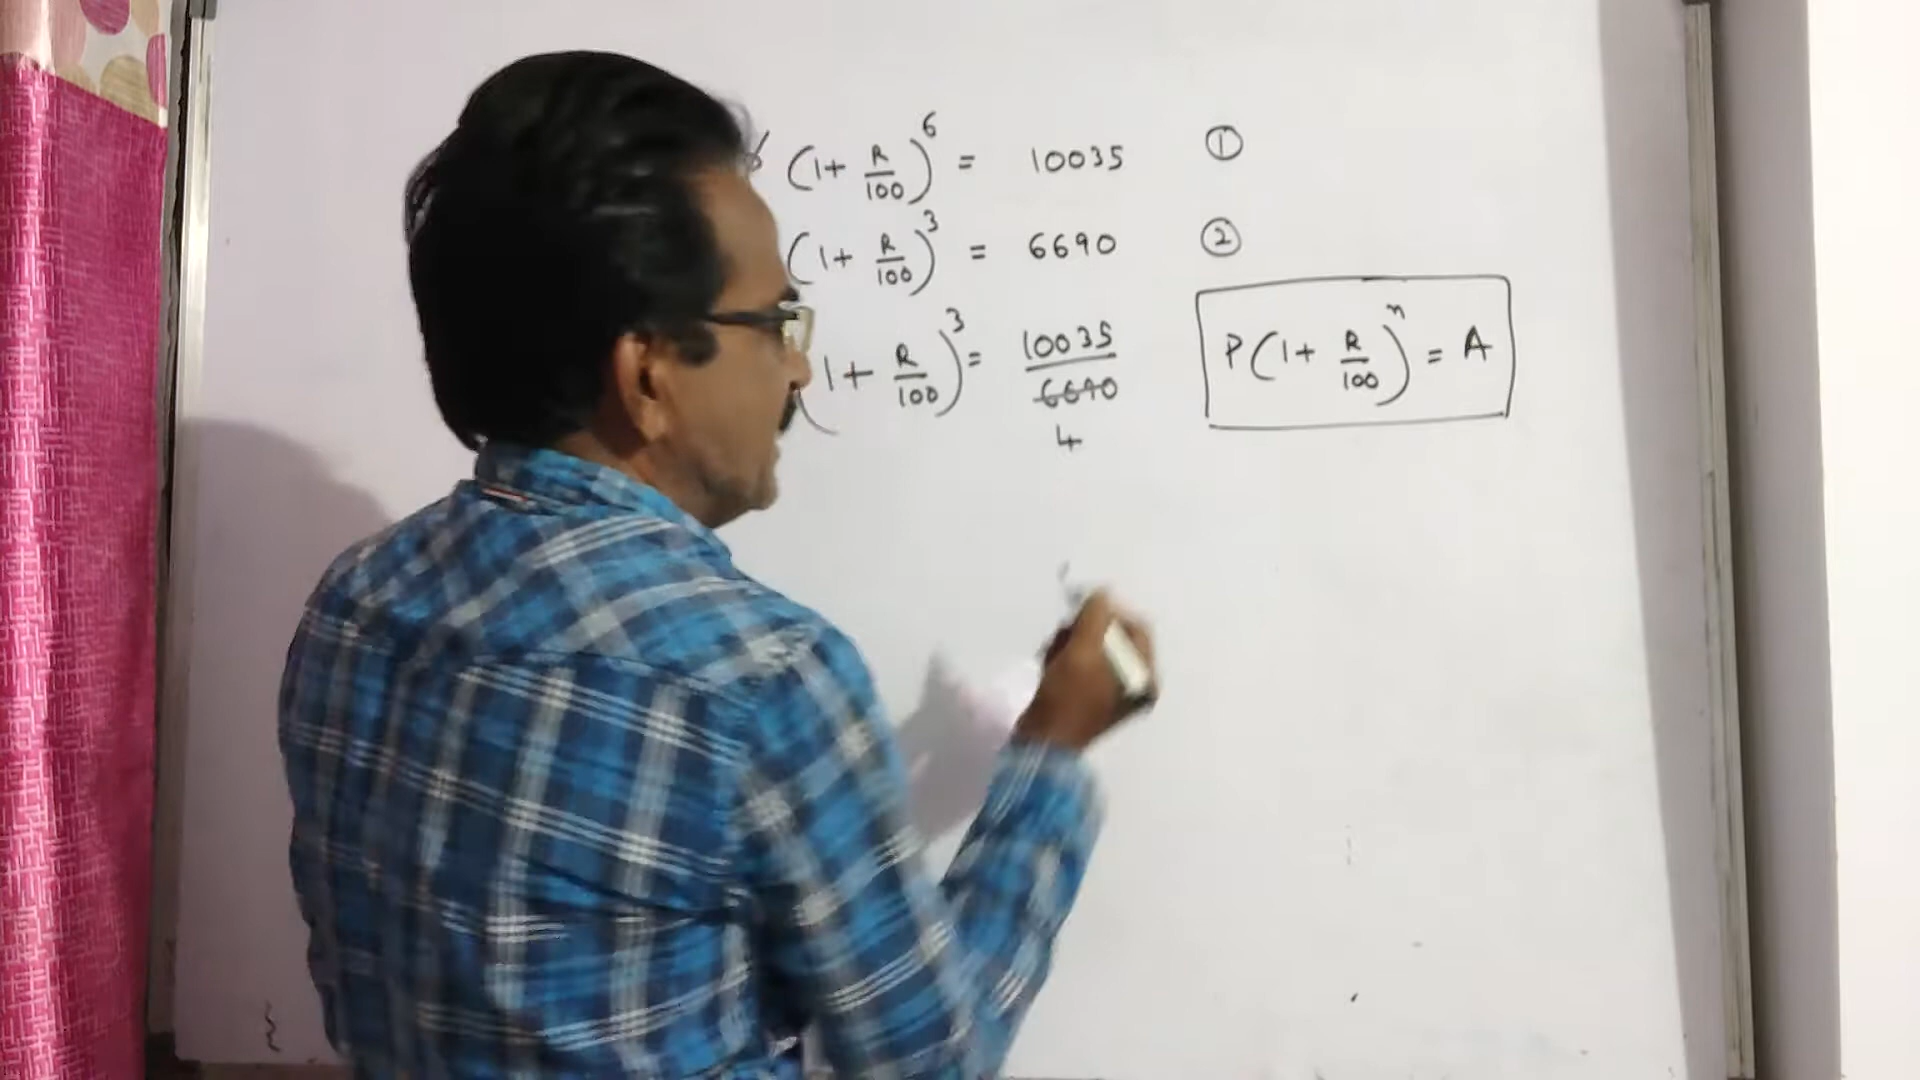 (1+ R/100)^6 = 10035 ①
(1+ R/100)^3 = 6690 ②
(1+ R/100)^3 = 10035/6690
4
P(1+ R/100)^n = A